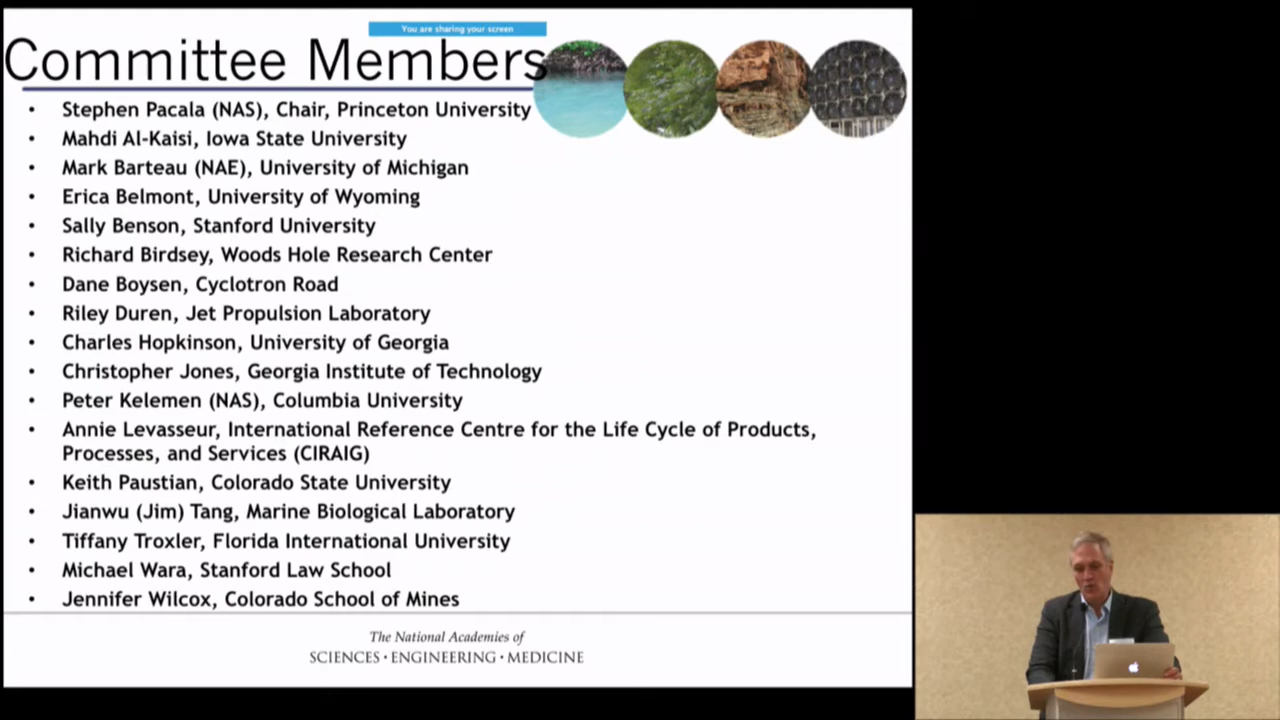 You are sharing your screen
Committee Members
• Stephen Pacala (NAS), Chair, Princeton University
• Mahdi Al-Kaisi, Iowa State University
• Mark Barteau (NAE), University of Michigan
• Erica Belmont, University of Wyoming
• Sally Benson, Stanford University
• Richard Birdsey, Woods Hole Research Center
• Dane Boysen, Cyclotron Road
• Riley Duren, Jet Propulsion Laboratory
• Charles Hopkinson, University of Georgia
• Christopher Jones, Georgia Institute of Technology
• Peter Kelemen (NAS), Columbia University
• Annie Levasseur, International Reference Centre for the Life Cycle of Products,
Processes, and Services (CIRAIG)
• Keith Paustian, Colorado State University
• Jianwu (Jim) Tang, Marine Biological Laboratory
• Tiffany Troxler, Florida International University
• Michael Wara, Stanford Law School
• Jennifer Wilcox, Colorado School of Mines
The National Academies of
SCIENCES • ENGINEERING • MEDICINE